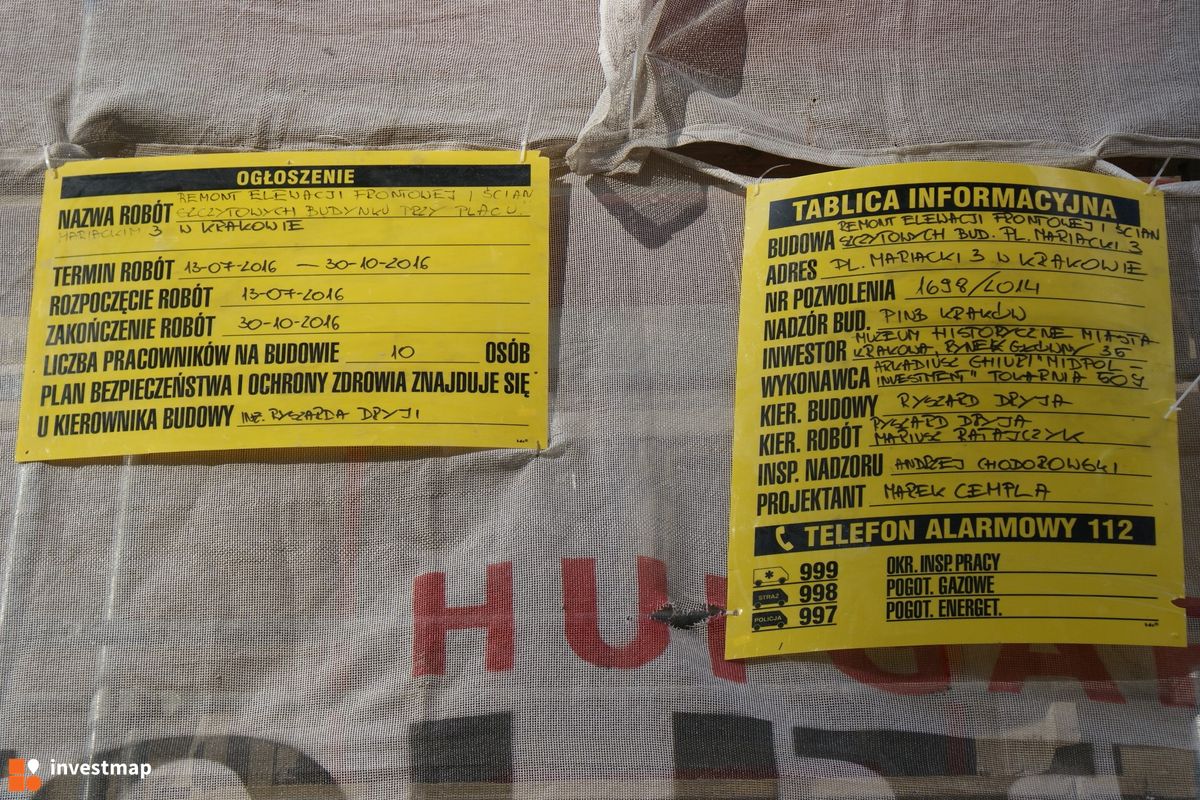 OGŁOSZENIE
NAZWA ROBÓT REMONT ELEWACJI FRONTOWEJ I ŚCIAN
SZCZYTOWYCH BUDYNKU PRZY PLACU
MARIACKIM 3 W KRAKOWIE
TERMIN ROBÓT 13-07-2016 — 30-10-2016
ROZPOCZĘCIE ROBÓT 13-07-2016
ZAKOŃCZENIE ROBÓT 30-10-2016
LICZBA PRACOWNIKÓW NA BUDOWIE 10 OSÓB
PLAN BEZPIECZEŃSTWA I OCHRONY ZDROWIA ZNAJDUJE SIĘ
U KIEROWNIKA BUDOWY INŻ. RYSZARDA DRYJI
TABLICA INFORMACYJNA
BUDOWA REMONT ELEWACJI FRONTOWEJ I ŚCIAN
SZCZYTOWYCH BUD. PL. MARIACKI 3
ADRES PL. MARIACKI 3 W KRAKOWIE
NR POZWOLENIA 1698/2014
NADZÓR BUD. PINB KRAKÓW
INWESTOR MUZEUM HISTORYCZNE MIASTA
KRAKOWA, RYNEK GŁÓWNY 35
WYKONAWCA ARKADIUSZ GHIUZI "MIDPOL –
INVESTMENT" TOKARNIA 509
KIER. BUDOWY RYSZARD DRYJA
KIER. ROBÓT RYSZARD DRYJA
MARIUSZ RATAJCZYK
INSP. NADZORU ANDRZEJ CHODOROWSKI
PROJEKTANT MAREK CEMPLA
TELEFON ALARMOWY 112
999
STRAŻ 998
POLICJA 997
OKR. INSP. PRACY
POGOT. GAZOWE
POGOT. ENERGET.
investmap